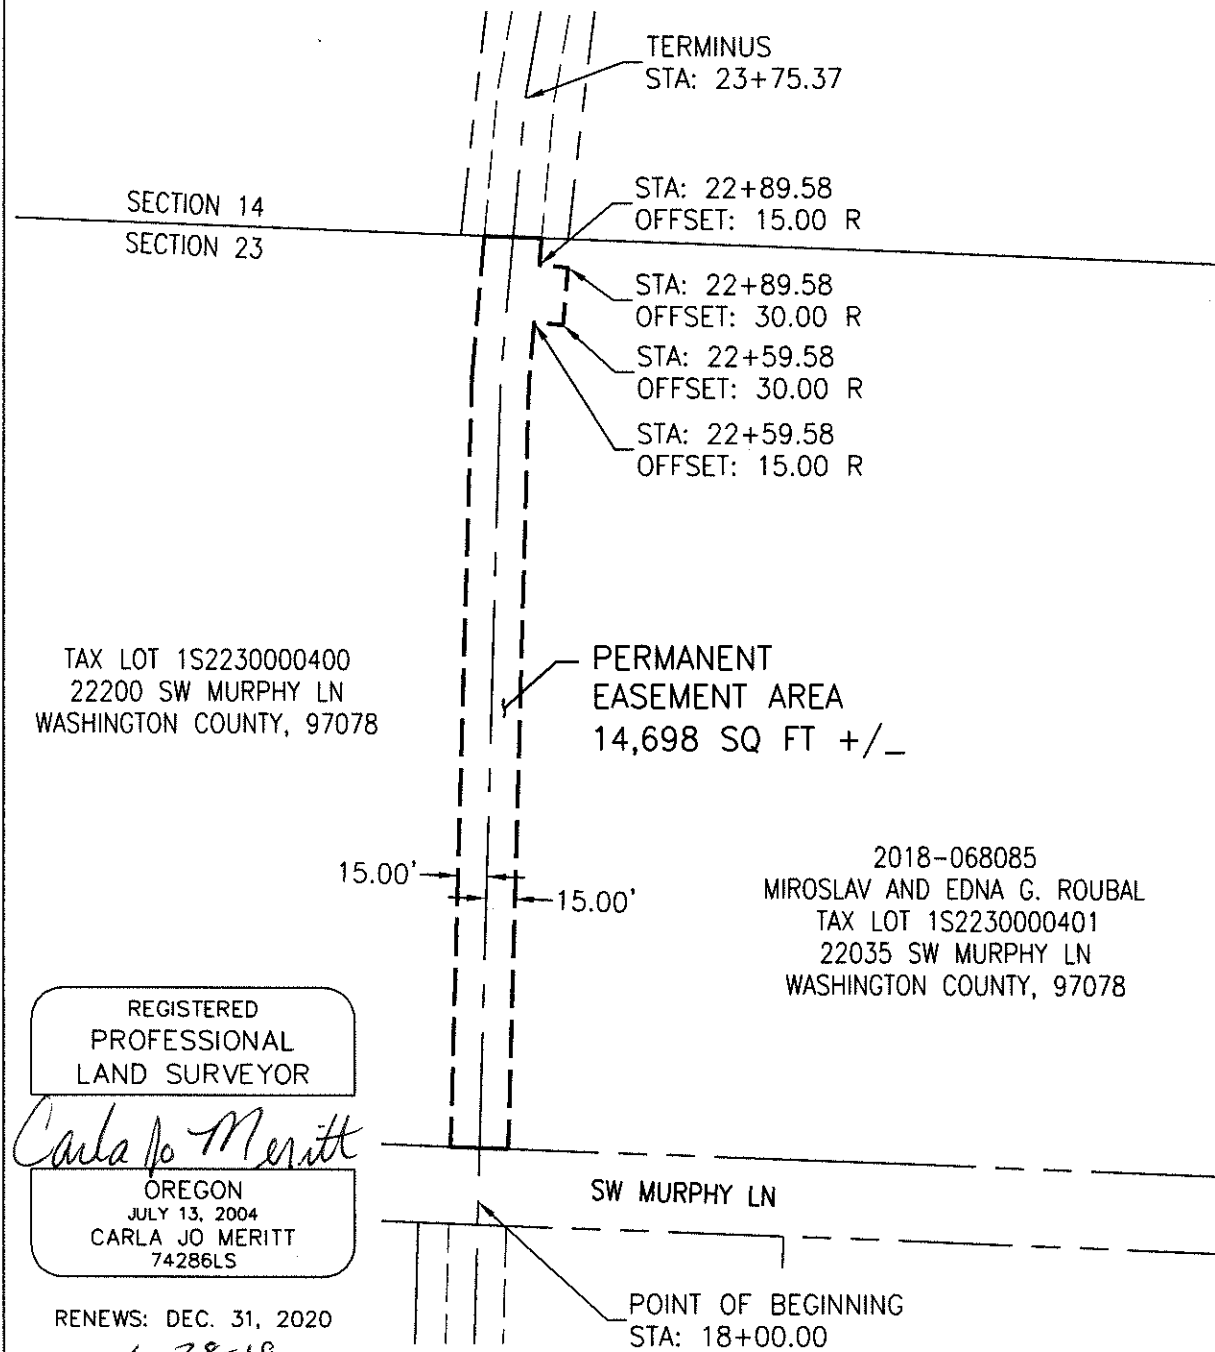 TERMINUS
STA: 23+75.37
SECTION 14
SECTION 23
STA: 22+89.58
OFFSET: 15.00 R
STA: 22+89.58
OFFSET: 30.00 R
STA: 22+59.58
OFFSET: 30.00 R
STA: 22+59.58
OFFSET: 15.00 R
TAX LOT 1S2230000400
22200 SW MURPHY LN
WASHINGTON COUNTY, 97078
PERMANENT
EASEMENT AREA
14,698 SQ FT +/_
15.00'
15.00'
2018-068085
MIROSLAV AND EDNA G. ROUBAL
TAX LOT 1S2230000401
22035 SW MURPHY LN
WASHINGTON COUNTY, 97078
REGISTERED
PROFESSIONAL
LAND SURVEYOR
Carla Jo Meritt
OREGON
JULY 13, 2004
CARLA JO MERITT
74286LS
RENEWS: DEC. 31, 2020
SW MURPHY LN
POINT OF BEGINNING
STA: 18+00.00